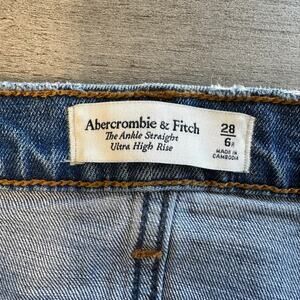 Abercrombie & Fitch
The Ankle Straight
Ultra High Rise
28
6R
MADE IN
CAMBODIA